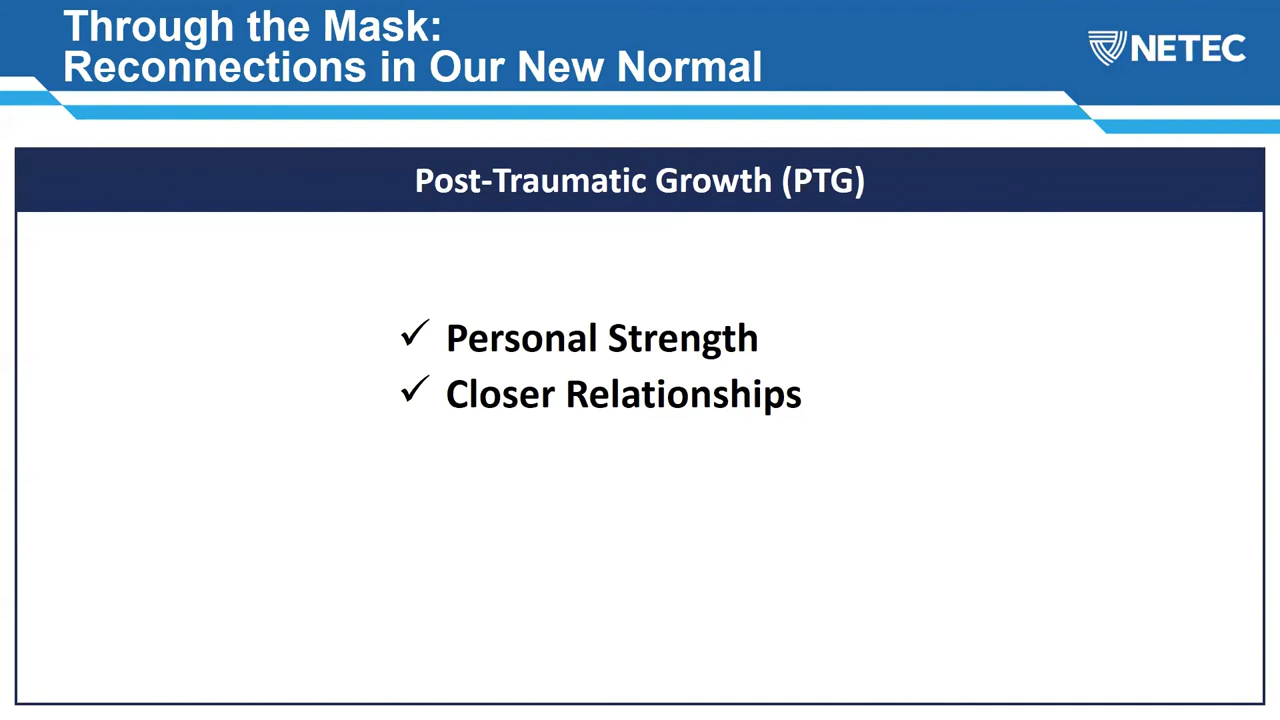 Through the Mask:
Reconnections in Our New Normal
NETEC
Post-Traumatic Growth (PTG)
✓ Personal Strength
✓ Closer Relationships